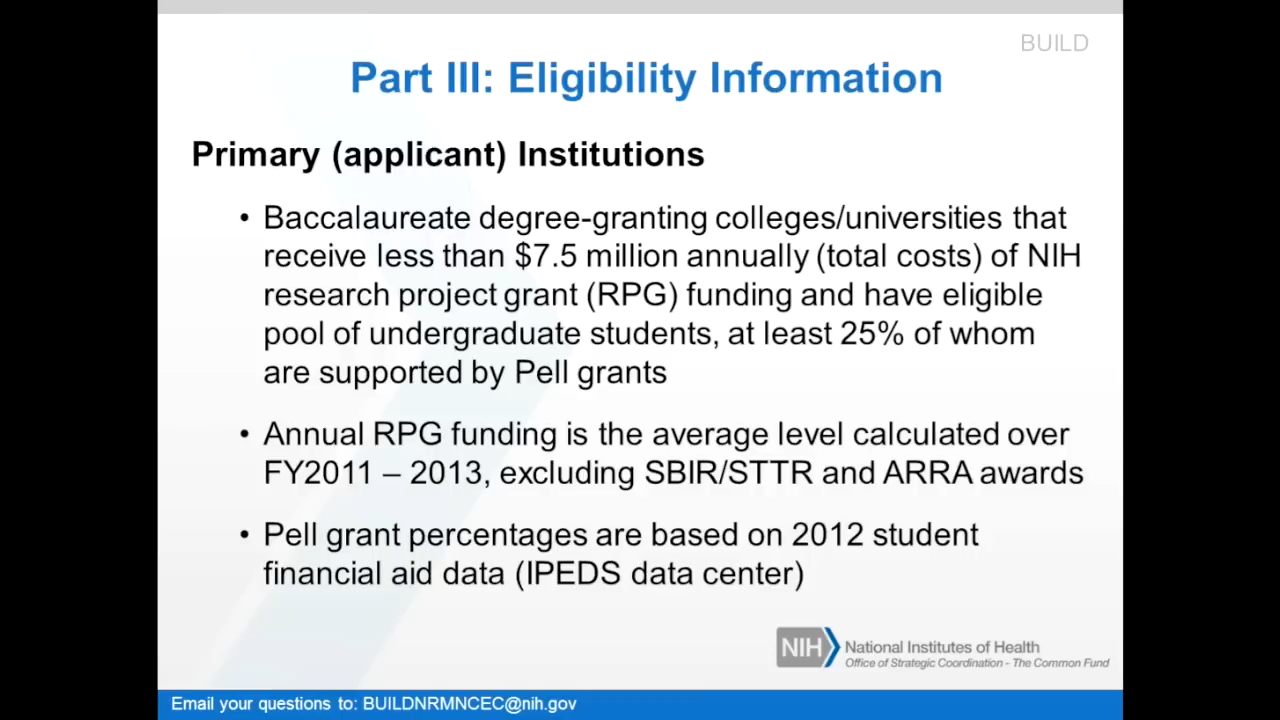 BUILD
Part III: Eligibility Information
Primary (applicant) Institutions
• Baccalaureate degree-granting colleges/universities that
receive less than $7.5 million annually (total costs) of NIH
research project grant (RPG) funding and have eligible
pool of undergraduate students, at least 25% of whom
are supported by Pell grants
• Annual RPG funding is the average level calculated over
FY2011 – 2013, excluding SBIR/STTR and ARRA awards
• Pell grant percentages are based on 2012 student
financial aid data (IPEDS data center)
NIH National Institutes of Health
Office of Strategic Coordination - The Common Fund
Email your questions to: BUILDNRMNCEC@nih.gov